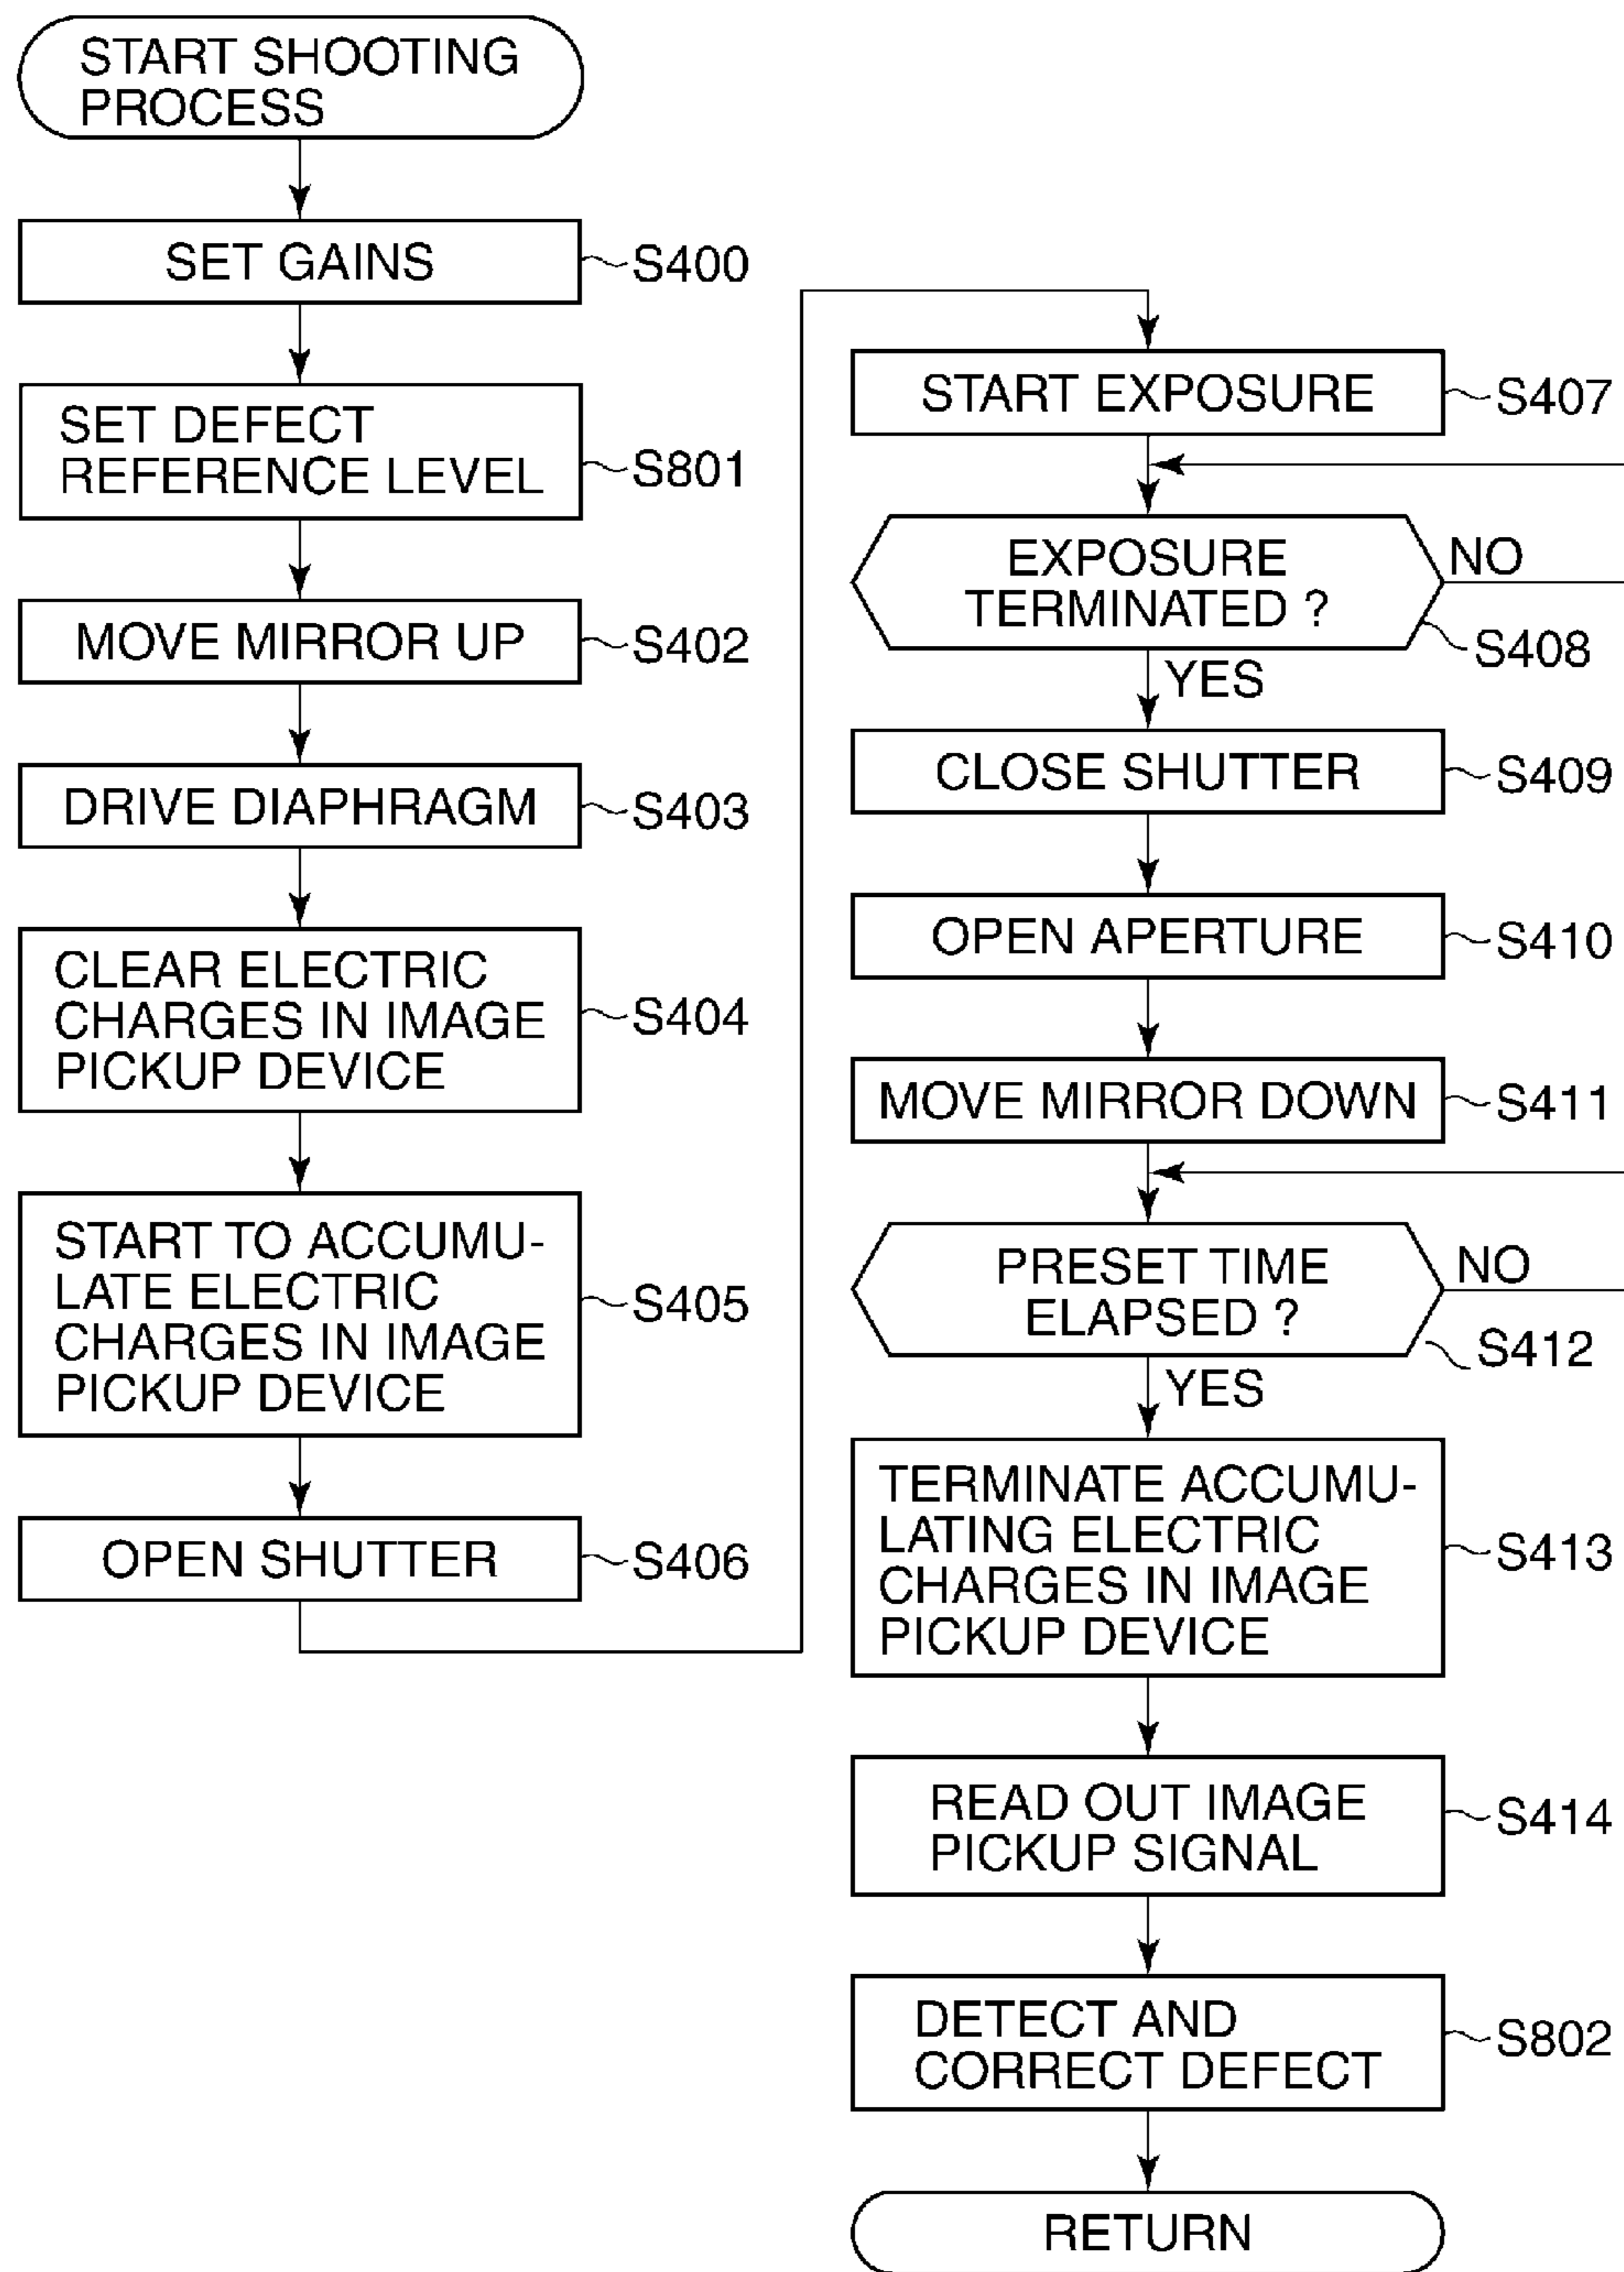 START SHOOTING
PROCESS
SET GAINS
S400
SET DEFECT
REFERENCE LEVEL
S801
MOVE MIRROR UP
S402
DRIVE DIAPHRAGM
S403
CLEAR ELECTRIC
CHARGES IN IMAGE
PICKUP DEVICE
S404
START TO ACCUMU-
LATE ELECTRIC
CHARGES IN IMAGE
PICKUP DEVICE
S405
OPEN SHUTTER
S406
START EXPOSURE
S407
EXPOSURE
TERMINATED ?
NO
S408
YES
CLOSE SHUTTER
S409
OPEN APERTURE
S410
MOVE MIRROR DOWN
S411
PRESET TIME
ELAPSED ?
NO
S412
YES
TERMINATE ACCUMU-
LATING ELECTRIC
CHARGES IN IMAGE
PICKUP DEVICE
S413
READ OUT IMAGE
PICKUP SIGNAL
S414
DETECT AND
CORRECT DEFECT
S802
RETURN